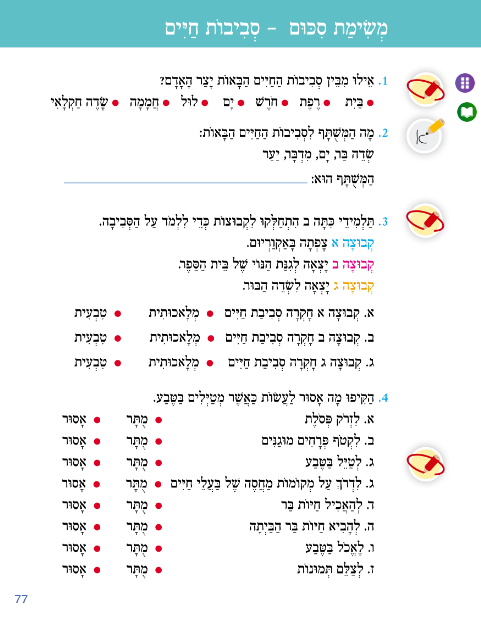 מְשִׂימַת סִכּוּם - סְבִיבוֹת חַיִּים
1. אֵילוּ מִבֵּין סְבִיבוֹת הַחַיִּים הַבָּאוֹת יָצַר הָאָדָם?
• בַּיִת • רֶפֶת • חֹרֶשׁ • יָם • לוּל • חֲמָמָה • שָׂדֶה חַקְלָאִי
2. מָה הַמְּשֻׁתָּף לִסְבִיבוֹת הַחַיִּים הַבָּאוֹת:
שְׂדֵה בַּר, יָם, מִדְבָּר, יַעַר
הַמְּשֻׁתָּף הוּא:
3. תַּלְמִידֵי כִּתָּה ב הִתְחַלְּקוּ לִקְבוּצוֹת כְּדֵי לִלְמֹד עַל הַסְּבִיבָה.
קְבוּצָה א צָפְתָה בָּאַקְוַרְיוּם.
קְבוּצָה ב יָצְאָה לְגִנַּת הַנּוֹי שֶׁל בֵּית הַסֵּפֶר.
קְבוּצָה ג יָצְאָה לִשְׂדֵה הַבּוּר.
א. קְבוּצָה א חָקְרָה סְבִיבַת חַיִּים • מְלָאכוּתִית • טִבְעִית
ב. קְבוּצָה ב חָקְרָה סְבִיבַת חַיִּים • מְלָאכוּתִית • טִבְעִית
ג. קְבוּצָה ג חָקְרָה סְבִיבַת חַיִּים • מְלָאכוּתִית • טִבְעִית
4. הַקִּיפוּ מָה אָסוּר לַעֲשׂוֹת כַּאֲשֶׁר מְטַיְּלִים בַּטֶּבַע.
א. לִזְרֹק פְּסֹלֶת • מֻתָּר • אָסוּר
ב. לִקְטֹף פְּרָחִים מוּגַנִּים • מֻתָּר • אָסוּר
ג. לְטַיֵּל בַּטֶּבַע • מֻתָּר • אָסוּר
ג. לִדְרֹךְ עַל מְקוֹמוֹת מַחֲסֶה שֶׁל בַּעֲלֵי חַיִּים • מֻתָּר • אָסוּר
ד. לְהַאֲכִיל חַיּוֹת בַּר • מֻתָּר • אָסוּר
ה. לְהָבִיא חַיּוֹת בַּר הַבַּיְתָה • מֻתָּר • אָסוּר
ו. לֶאֱכֹל בַּטֶּבַע • מֻתָּר • אָסוּר
ז. לְצַלֵּם תְּמוּנוֹת • מֻתָּר • אָסוּר
77